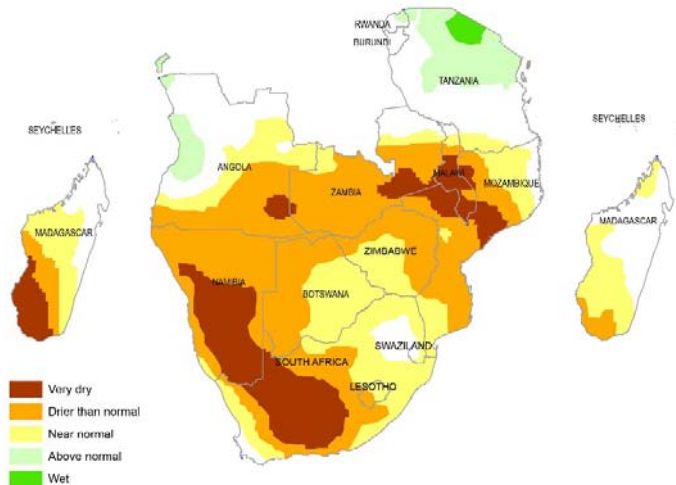 RWANDA
BURUNDI
TANZANIA
SEYCHELLES
SEYCHELLES
ANGOLA
ZAMBIA
MALAWI
MOZAMBIQUE
MADAGASCAR
MADAGASCAR
ZIMBABWE
NAMIBIA
BOTSWANA
SWAZILAND
SOUTH AFRICA
LESOTHO
Very dry
Drier than normal
Near normal
Above normal
Wet